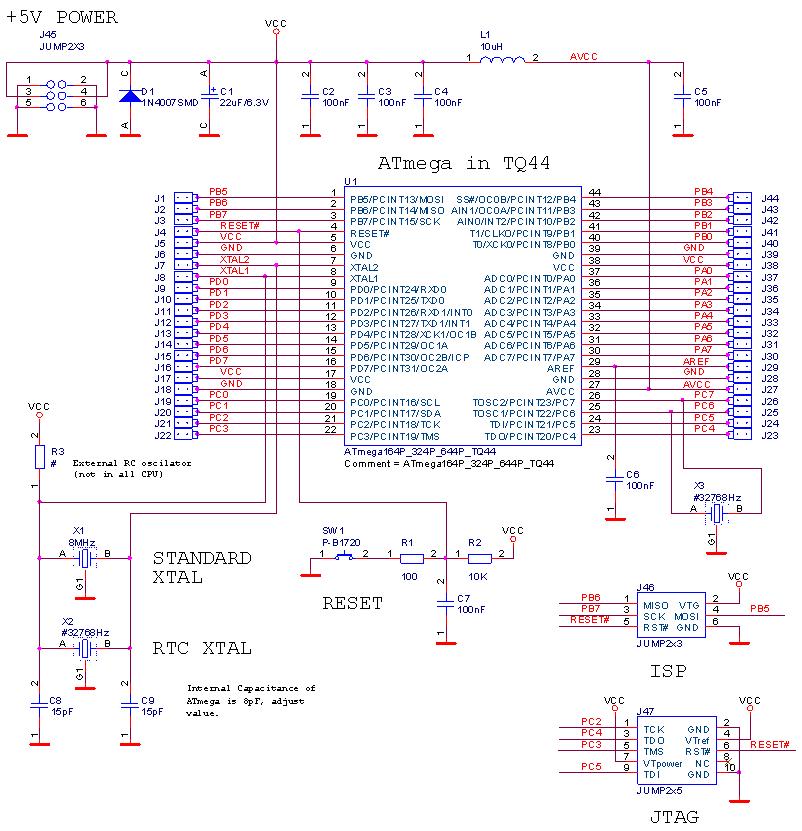 +5V POWER
J45
JUMP2X3
1 2
3 4
5 6
VCC
L1
10uH
1 2
AVCC
C
D1
1N4007SMD
A
A
+
C1
22uF/6.3V
C
2
C2
100nF
1
2
C3
100nF
1
2
C4
100nF
1
2
C5
100nF
1
ATmega in TQ44
U1
J1 PB5 1 PB5/PCINT13/MOSI SS#/OC0B/PCINT12/PB4 44 PB4 J44
J2 PB6 2 PB6/PCINT14/MISO AIN1/OC0A/PCINT11/PB3 43 PB3 J43
J3 PB7 3 PB7/PCINT15/SCK AIN0/INT2/PCINT10/PB2 42 PB2 J42
J4 RESET# 4 RESET# T1/CLKO/PCINT9/PB1 41 PB1 J41
J5 VCC 5 VCC T0/XCK0/PCINT8/PB0 40 PB0 J40
J6 GND 6 GND GND 39 GND J39
J7 XTAL2 7 XTAL2 VCC 38 VCC J38
J8 XTAL1 8 XTAL1 ADC0/PCINT0/PA0 37 PA0 J37
J9 PD0 9 PD0/PCINT24/RXD0 ADC1/PCINT1/PA1 36 PA1 J36
J10 PD1 10 PD1/PCINT25/TXD0 ADC2/PCINT2/PA2 35 PA2 J35
J11 PD2 11 PD2/PCINT26/RXD1/INT0 ADC3/PCINT3/PA3 34 PA3 J34
J12 PD3 12 PD3/PCINT27/TXD1/INT1 ADC4/PCINT4/PA4 33 PA4 J33
J13 PD4 13 PD4/PCINT28/XCK1/OC1B ADC5/PCINT5/PA5 32 PA5 J32
J14 PD5 14 PD5/PCINT29/OC1A ADC6/PCINT6/PA6 31 PA6 J31
J15 PD6 15 PD6/PCINT30/OC2B/ICP ADC7/PCINT7/PA7 30 PA7 J30
J16 PD7 16 PD7/PCINT31/OC2A AREF 29 AREF J29
J17 VCC 17 VCC GND 28 GND J28
J18 GND 18 GND AVCC 27 AVCC J27
J19 PC0 19 PC0/PCINT16/SCL TOSC2/PCINT23/PC7 26 PC7 J26
J20 PC1 20 PC1/PCINT17/SDA TOSC1/PCINT22/PC6 25 PC6 J25
J21 PC2 21 PC2/PCINT18/TCK TDI/PCINT21/PC5 24 PC5 J24
J22 PC3 22 PC3/PCINT19/TMS TDO/PCINT20/PC4 23 PC4 J23
ATmega164P_324P_644P_TQ44
Comment = ATmega164P_324P_644P_TQ44
VCC
2
R3
#
1
External RC oscilator
(not in all CPU)
2
C6
100nF
1
X3
#32768Hz
A B
G1
X1
8MHz
A B
G1
STANDARD
XTAL
X2
#32768Hz
A B
G1
RTC XTAL
2
C8
15pF
1
2
C9
15pF
1
Internal Capacitance of
ATmega is 8pF, adjust
value.
SW1
P-B1720
1 2
R1
1 2
100
R2
1 2
10K
VCC
RESET
2
C7
100nF
1
J46
VCC
PB6 1 MISO VTG 2
PB7 3 SCK MOSI 4 PB5
RESET# 5 RST# GND 6
JUMP2x3
ISP
VCC
J47
VCC
PC2 1 TCK GND 2
PC4 3 TDO VTref 4
PC3 5 TMS RST# 6 RESET#
7 VTpower NC 8
PC5 9 TDI GND 10
JUMP2x5
JTAG